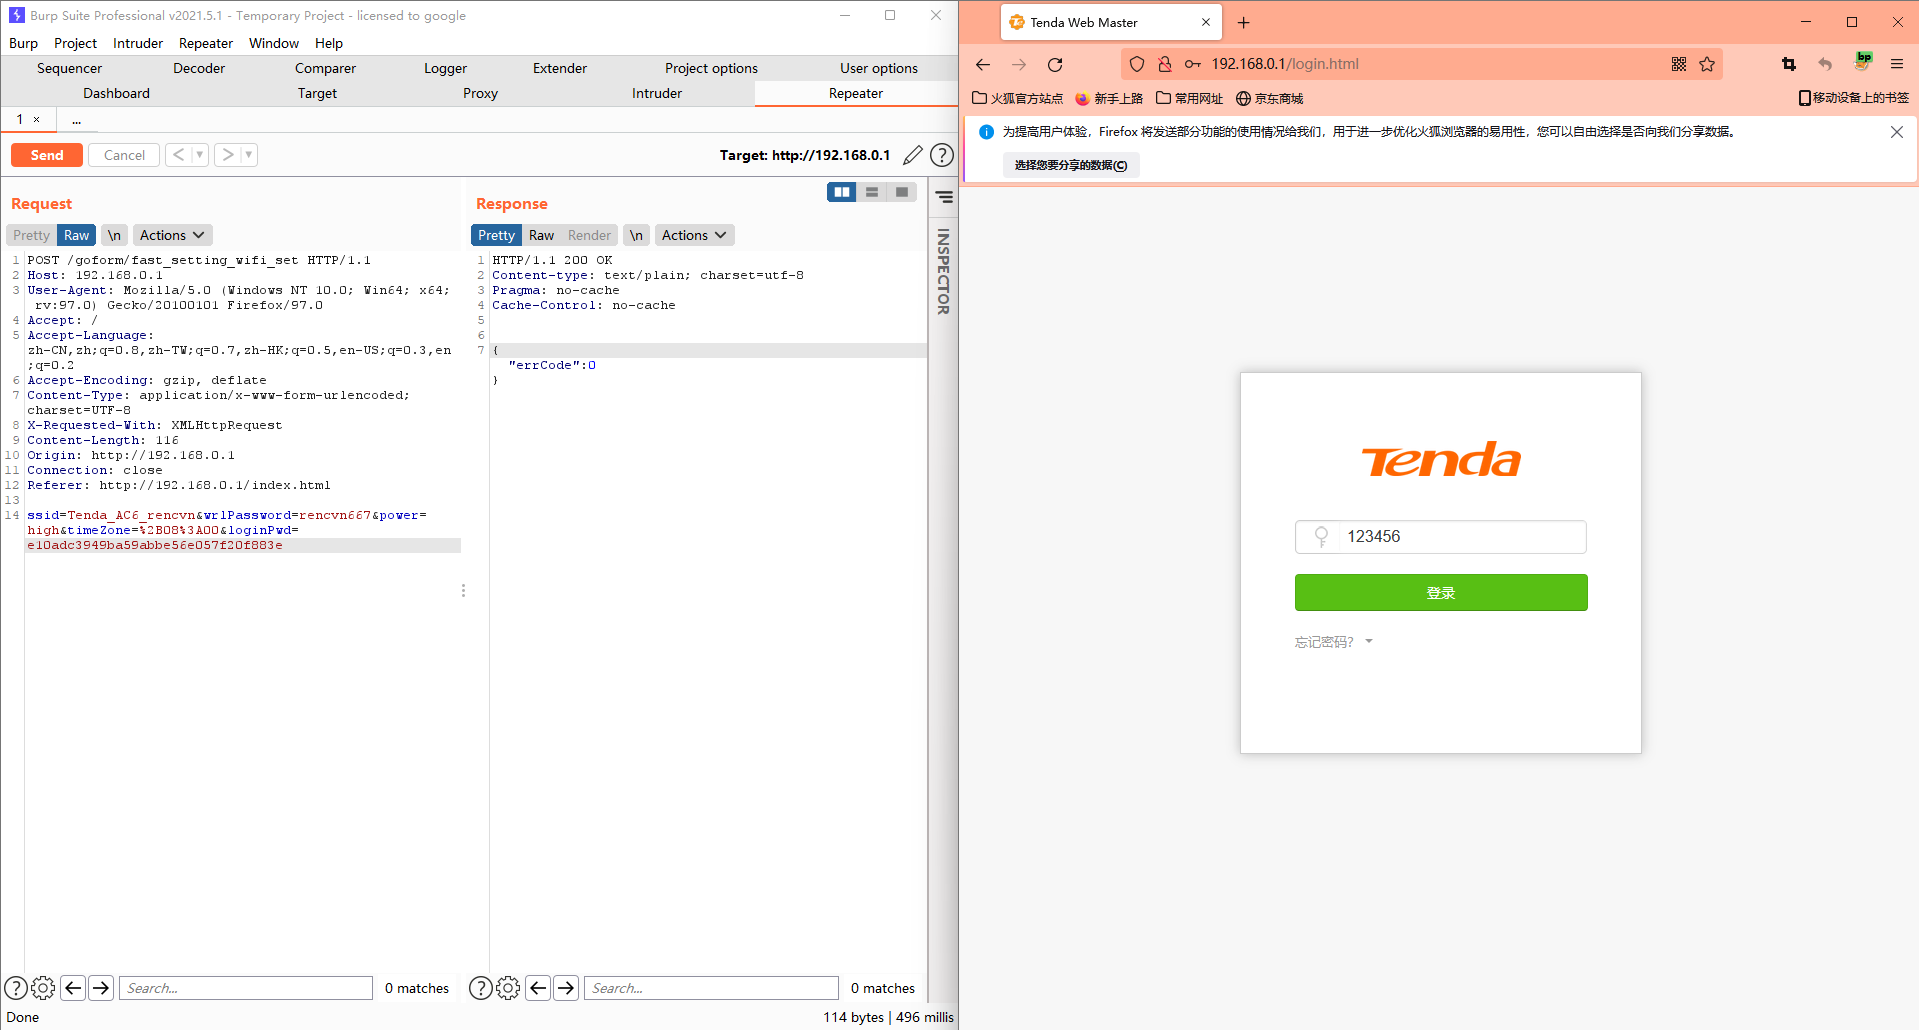 Burp Suite Professional v2021.5.1 - Temporary Project - licensed to google
Burp Project Intruder Repeater Window Help
Sequencer Decoder Comparer Logger Extender Project options User options
Dashboard Target Proxy Intruder Repeater
1 × ...
Send Cancel < > Target: http://192.168.0.1 ?
Request
Pretty Raw \n Actions
1 POST /goform/fast_setting_wifi_set HTTP/1.1
2 Host: 192.168.0.1
3 User-Agent: Mozilla/5.0 (Windows NT 10.0; Win64; x64;
rv:97.0) Gecko/20100101 Firefox/97.0
4 Accept: /
5 Accept-Language:
zh-CN,zh;q=0.8,zh-TW;q=0.7,zh-HK;q=0.5,en-US;q=0.3,en
;q=0.2
6 Accept-Encoding: gzip, deflate
7 Content-Type: application/x-www-form-urlencoded;
charset=UTF-8
8 X-Requested-With: XMLHttpRequest
9 Content-Length: 116
10 Origin: http://192.168.0.1
11 Connection: close
12 Referer: http://192.168.0.1/index.html
13
14 ssid=Tenda_AC6_rencvn&wrlPassword=rencvn667&power=
high&timeZone=%2B08%3A00&loginPwd=
e10adc3949ba59abbe56e057f20f883e
Response
Pretty Raw Render \n Actions
1 HTTP/1.1 200 OK
2 Content-type: text/plain; charset=utf-8
3 Pragma: no-cache
4 Cache-Control: no-cache
5
6
7 {
"errCode":0
}
INSPECTOR
? Search... 0 matches
? Search... 0 matches
Done 114 bytes | 496 millis
Tenda Web Master × +
192.168.0.1/login.html
bp
火狐官方站点 新手上路 常用网址 京东商城 移动设备上的书签
为提高用户体验，Firefox 将发送部分功能的使用情况给我们，用于进一步优化火狐浏览器的易用性，您可以自由选择是否向我们分享数据。
选择您要分享的数据(C)
Tenda
123456
登录
忘记密码?